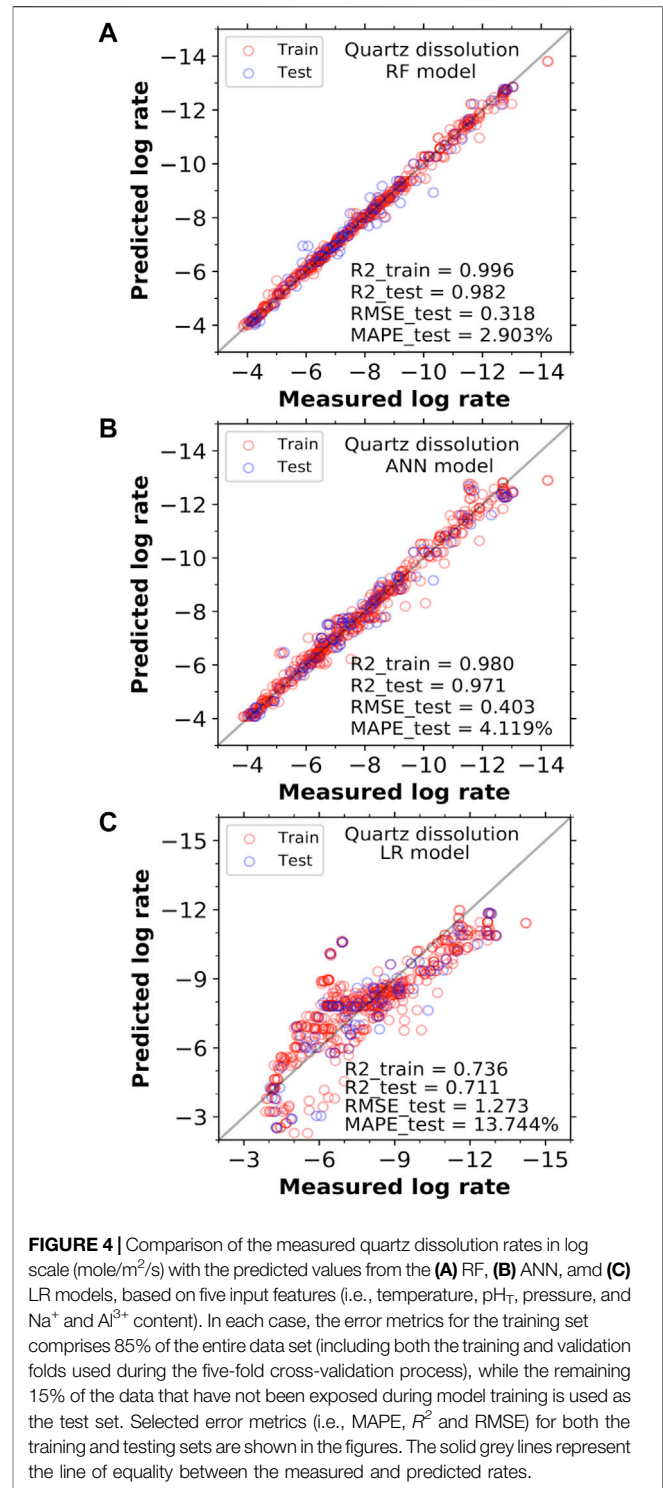 A
Train
Test
Quartz dissolution
RF model
−14
−12
−10
−8
−6
−4
Predicted log rate
R2_train = 0.996
R2_test = 0.982
RMSE_test = 0.318
MAPE_test = 2.903%
−4 −6 −8 −10 −12 −14
Measured log rate
B
Train
Test
Quartz dissolution
ANN model
−14
−12
−10
−8
−6
−4
Predicted log rate
R2_train = 0.980
R2_test = 0.971
RMSE_test = 0.403
MAPE_test = 4.119%
−4 −6 −8 −10 −12 −14
Measured log rate
C
Train
Test
Quartz dissolution
LR model
−15
−12
−9
−6
−3
Predicted log rate
R2_train = 0.736
R2_test = 0.711
RMSE_test = 1.273
MAPE_test = 13.744%
−3 −6 −9 −12 −15
Measured log rate
FIGURE 4 | Comparison of the measured quartz dissolution rates in log
scale (mole/m²/s) with the predicted values from the (A) RF, (B) ANN, amd (C)
LR models, based on five input features (i.e., temperature, pH_T, pressure, and
Na⁺ and Al³⁺ content). In each case, the error metrics for the training set
comprises 85% of the entire data set (including both the training and validation
folds used during the five-fold cross-validation process), while the remaining
15% of the data that have not been exposed during model training is used as
the test set. Selected error metrics (i.e., MAPE, R² and RMSE) for both the
training and testing sets are shown in the figures. The solid grey lines represent
the line of equality between the measured and predicted rates.